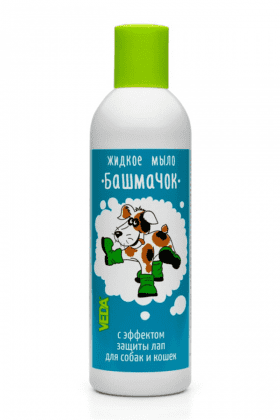 жидкое мыло
•Башмачок•
VEDA
с эффектом
защиты лап
для собак и кошек